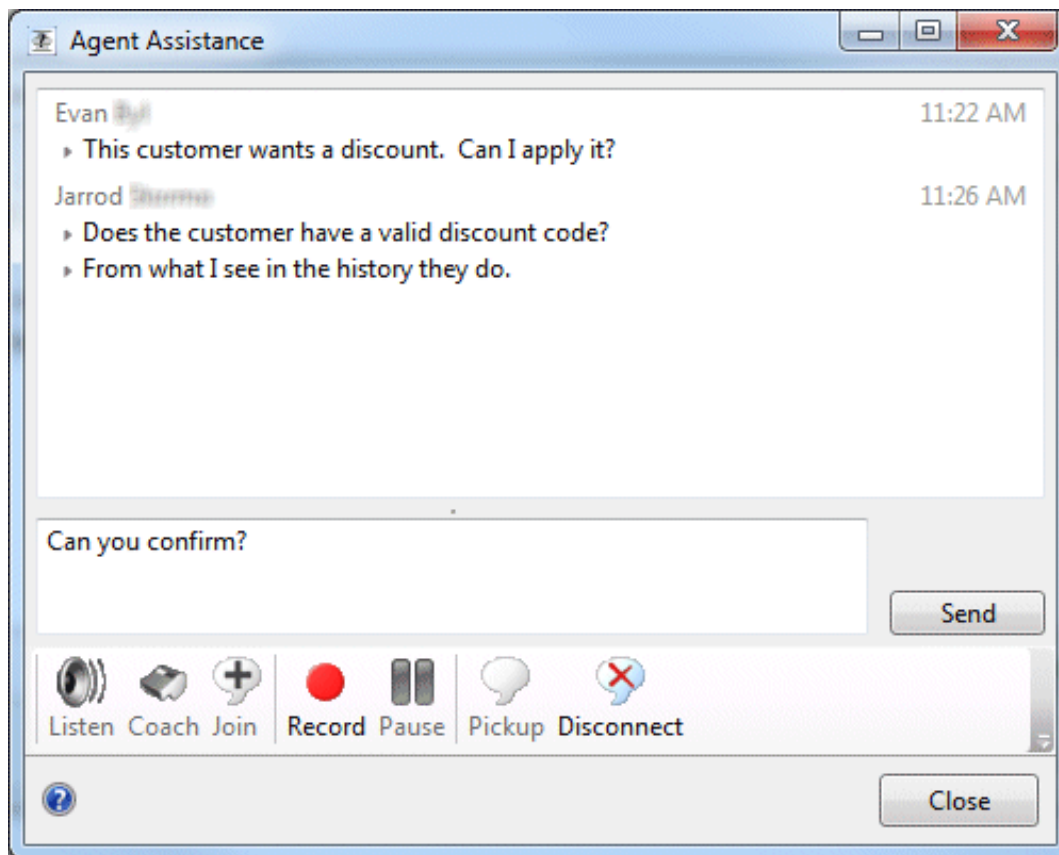 Agent Assistance
Evan
11:22 AM
This customer wants a discount. Can I apply it?
Jarrod
11:26 AM
Does the customer have a valid discount code?
From what I see in the history they do.
Can you confirm?
Send
Listen Coach Join Record Pause Pickup Disconnect
Close